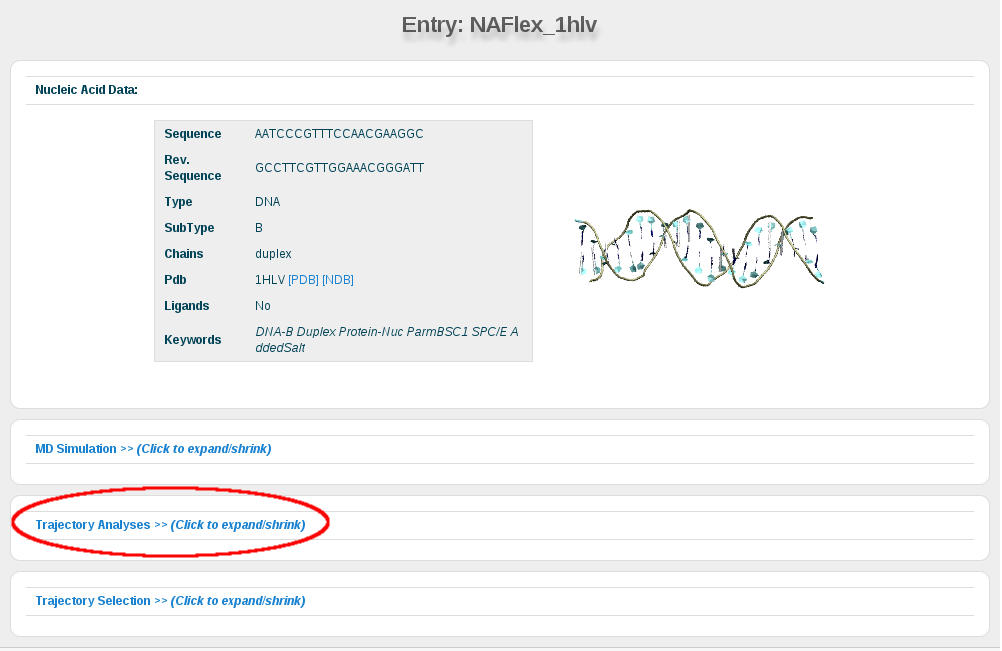 Entry: NAFlex_1hlv
Nucleic Acid Data:
Sequence AATCCCGTTTCCAACGAAGGC
Rev. Sequence GCCTTCGTTGGAAACGGGATT
Type DNA
SubType B
Chains duplex
Pdb 1HLV [PDB] [NDB]
Ligands No
Keywords DNA-B Duplex Protein-Nuc ParmBSC1 SPC/E A
ddedSalt
MD Simulation >> (Click to expand/shrink)
Trajectory Analyses >> (Click to expand/shrink)
Trajectory Selection >> (Click to expand/shrink)